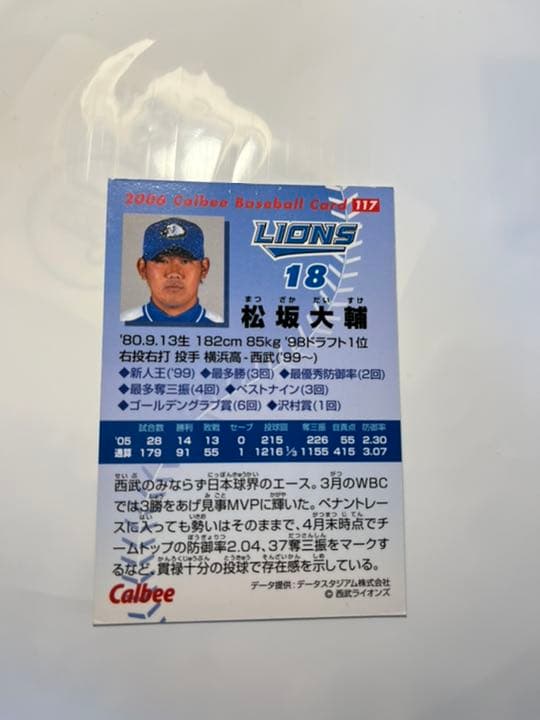 2006 Calbee Baseball Card 117
LIONS
18
まつ ざか だい すけ
松坂大輔
'80.9.13生 182cm 85kg '98ドラフト1位
右投右打 投手 横浜高-西武('99〜)
◆新人王('99) ◆最多勝(3回) ◆最優秀防御率(2回)
◆最多奪三振(4回) ◆ベストナイン(3回)
◆ゴールデングラブ賞(6回) ◆沢村賞(1回)
試合数 勝利 敗戦 セーブ 投球回 奪三振 自責点 防御率
'05 28 14 13 0 215 226 55 2.30
通算 179 91 55 1 1216 1/3 1155 415 3.07
せいぶ にっぽんきゅうかい
西武のみならず日本球界のエース。3月のWBC
では3勝をあげ見事MVPに輝いた。ペナントレー
スに入っても勢いはそのままで、4月末時点でチ
ームトップの防御率2.04、37奪三振をマークす
るなど、貫禄十分の投球で存在感を示している。
データ提供:データスタジアム株式会社
Calbee
© 西武ライオンズ